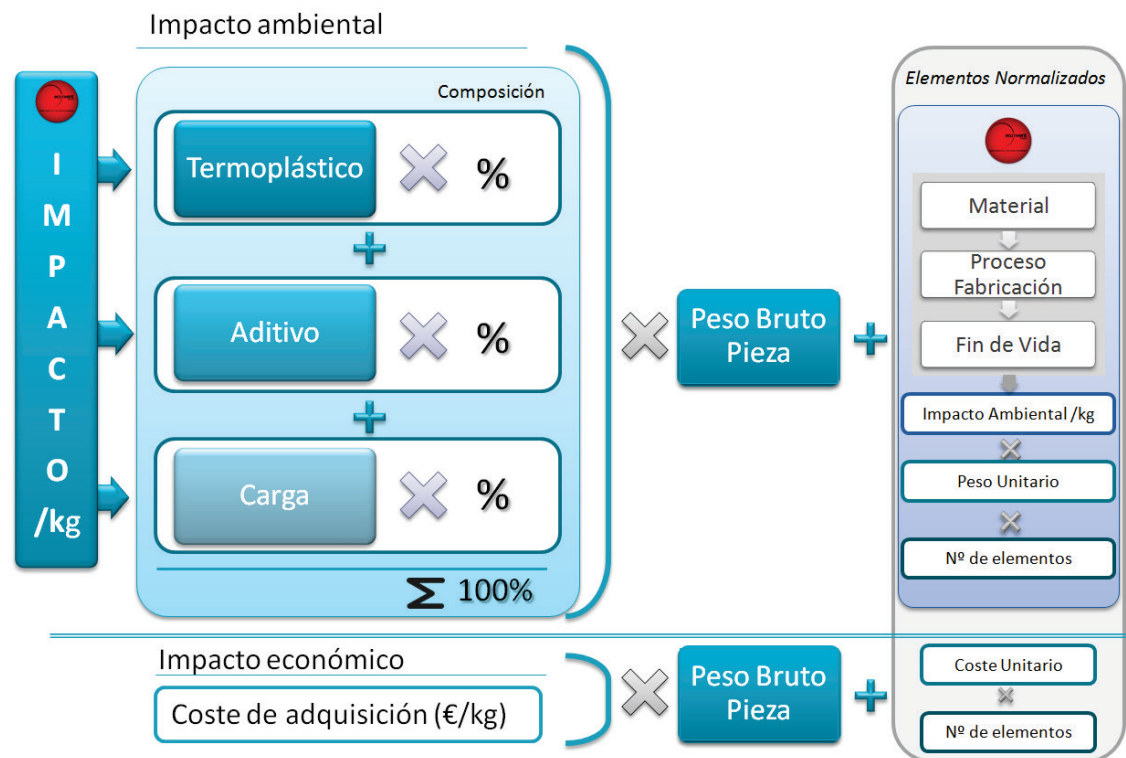 Impacto ambiental
IMPACTO
/kg
Composición
Termoplástico
%
Aditivo
%
Carga
%
Σ 100%
Peso Bruto
Pieza
Elementos Normalizados
Material
Proceso
Fabricación
Fin de Vida
Impacto Ambiental /kg
Peso Unitario
Nº de elementos
Impacto económico
Coste de adquisición (€/kg)
Peso Bruto
Pieza
Coste Unitario
Nº de elementos